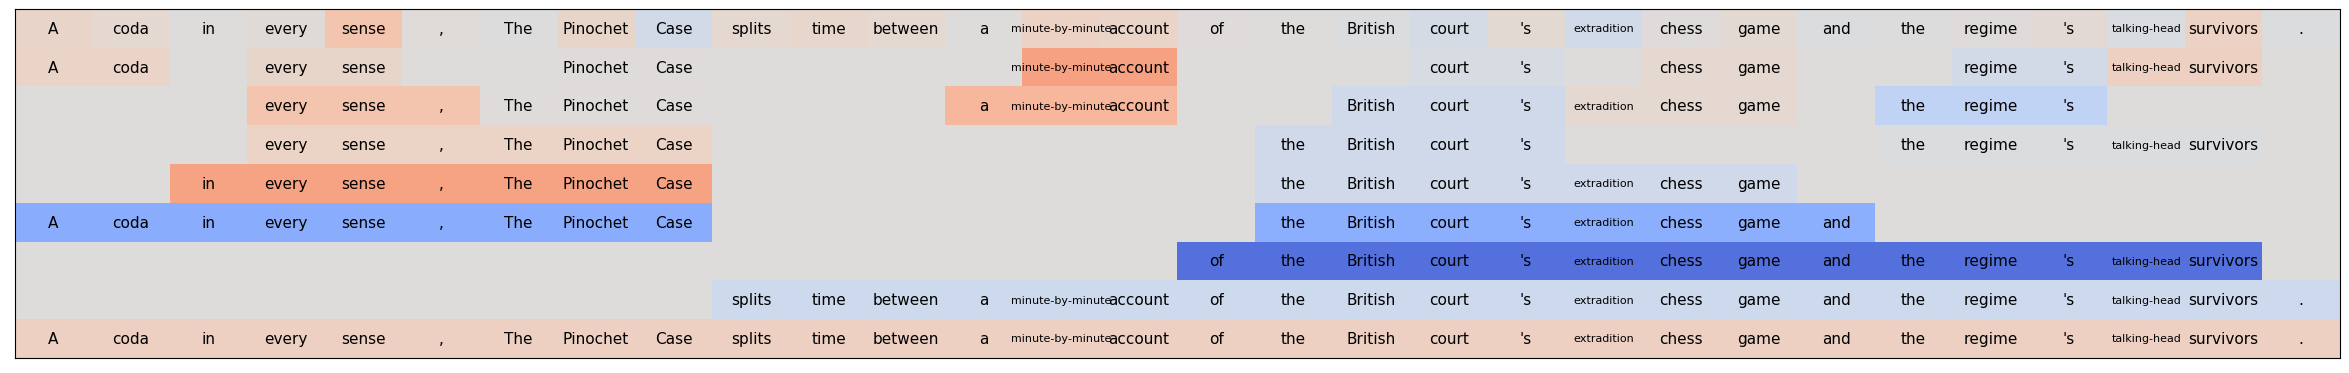 A coda in every sense , The Pinochet Case splits time between a minute-by-minute account of the British court 's extradition chess game and the regime 's talking-head survivors .
A coda every sense Pinochet Case minute-by-minute account court 's chess game regime 's talking-head survivors
every sense , The Pinochet Case a minute-by-minute account British court 's extradition chess game the regime 's
every sense , The Pinochet Case the British court 's the regime 's talking-head survivors
in every sense , The Pinochet Case the British court 's extradition chess game
A coda in every sense , The Pinochet Case the British court 's extradition chess game and
of the British court 's extradition chess game and the regime 's talking-head survivors
splits time between a minute-by-minute account of the British court 's extradition chess game and the regime 's talking-head survivors .
A coda in every sense , The Pinochet Case splits time between a minute-by-minute account of the British court 's extradition chess game and the regime 's talking-head survivors .